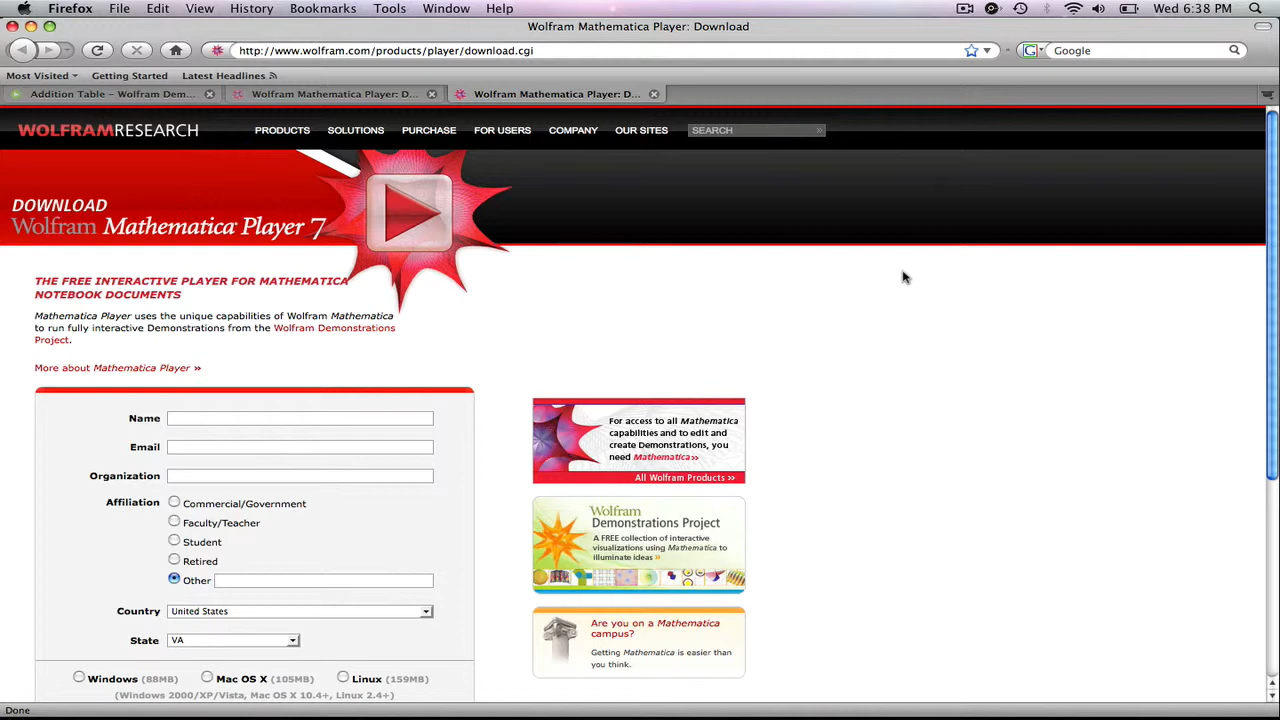 Firefox File Edit View History Bookmarks Tools Window Help Wed 6:38 PM
Wolfram Mathematica Player: Download
http://www.wolfram.com/products/player/download.cgi Google
Most Visited Getting Started Latest Headlines
Addition Table – Wolfram Dem... Wolfram Mathematica Player: D... Wolfram Mathematica Player: D...
WOLFRAMRESEARCH PRODUCTS SOLUTIONS PURCHASE FOR USERS COMPANY OUR SITES SEARCH »
DOWNLOAD
Wolfram Mathematica Player 7
THE FREE INTERACTIVE PLAYER FOR MATHEMATICA
NOTEBOOK DOCUMENTS
Mathematica Player uses the unique capabilities of Wolfram Mathematica
to run fully interactive Demonstrations from the Wolfram Demonstrations
Project.
More about Mathematica Player »
Name
Email
Organization
Affiliation Commercial/Government
Faculty/Teacher
Student
Retired
Other
Country United States
State VA
Windows (88MB) Mac OS X (105MB) Linux (159MB)
(Windows 2000/XP/Vista, Mac OS X 10.4+, Linux 2.4+)
For access to all Mathematica
capabilities and to edit and
create Demonstrations, you
need Mathematica »
All Wolfram Products »
Wolfram
Demonstrations Project
A FREE collection of interactive
visualizations using Mathematica to
illuminate ideas »
Are you on a Mathematica
campus?
Getting Mathematica is easier than
you think.
Done